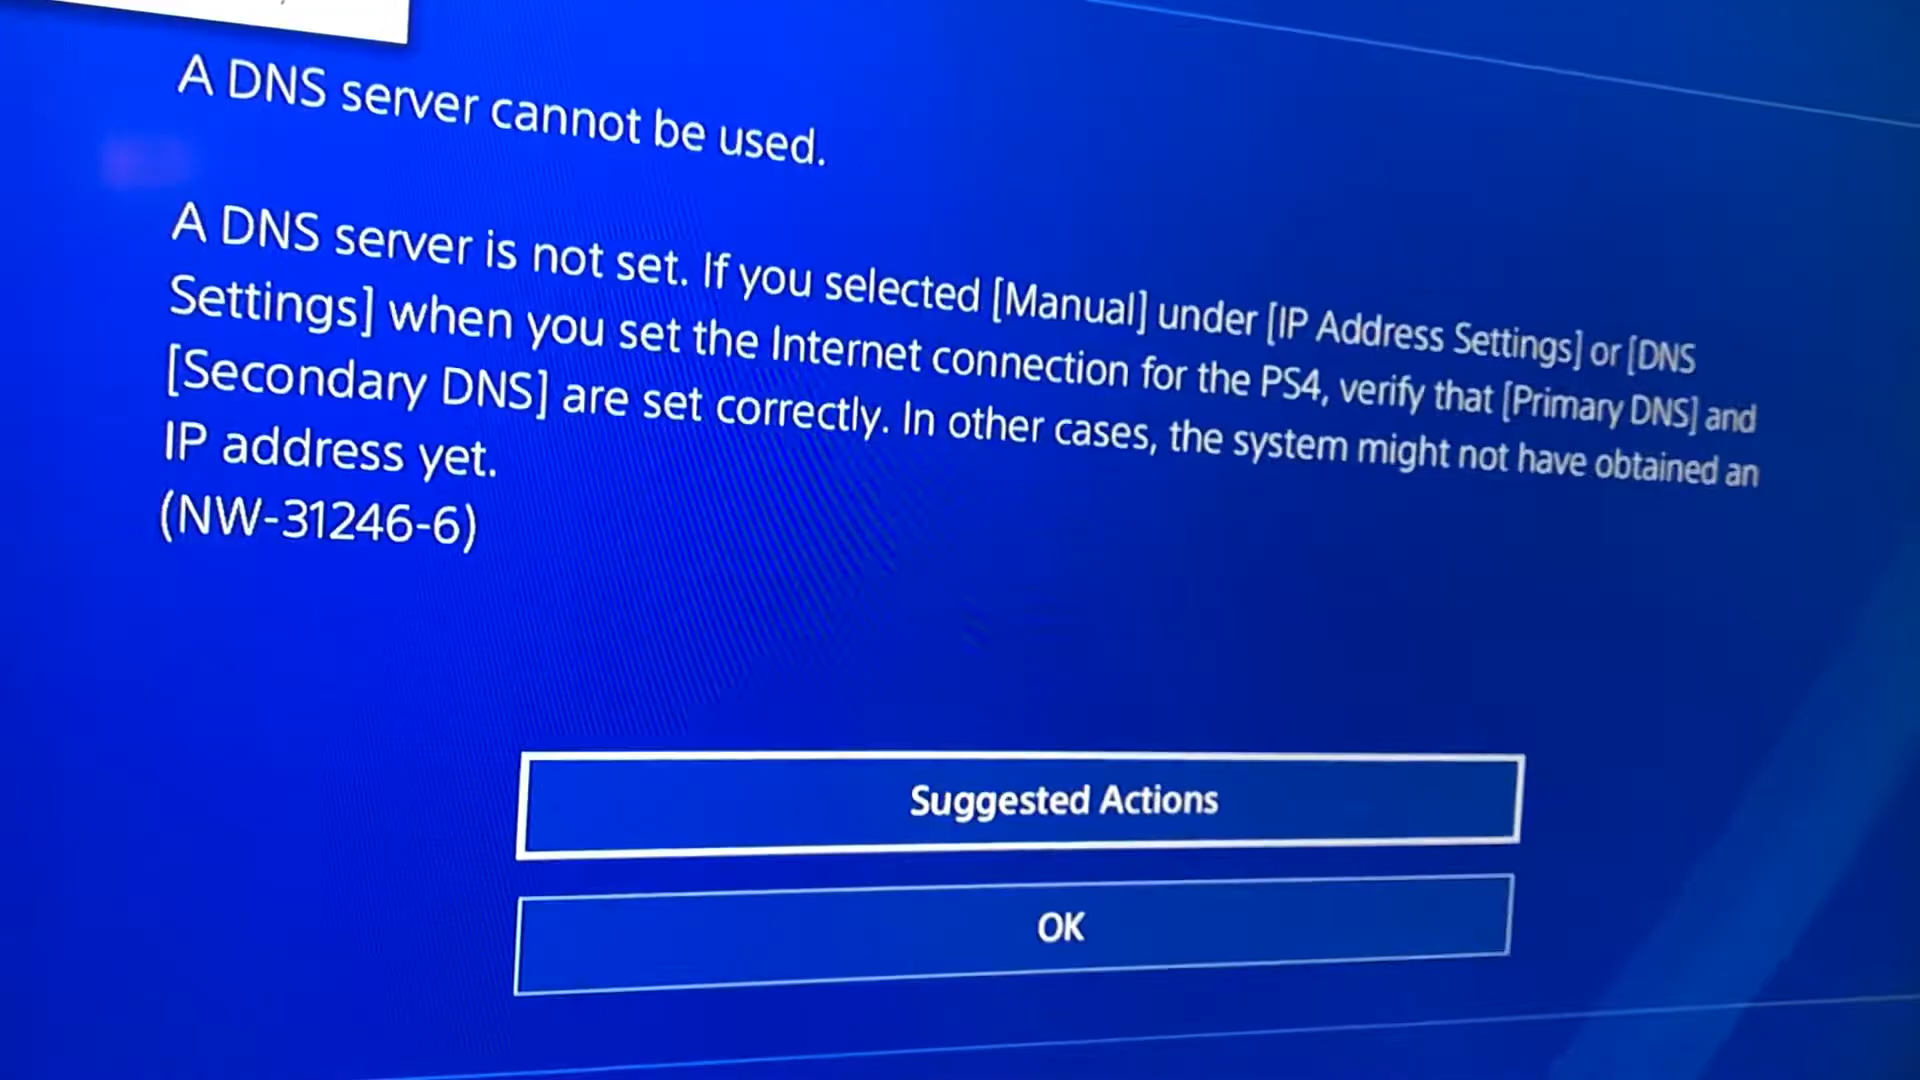 A DNS server cannot be used.
A DNS server is not set. If you selected [Manual] under [IP Address Settings] or [DNS
Settings] when you set the Internet connection for the PS4, verify that [Primary DNS] and
[Secondary DNS] are set correctly. In other cases, the system might not have obtained an
IP address yet.
(NW-31246-6)
Suggested Actions
OK